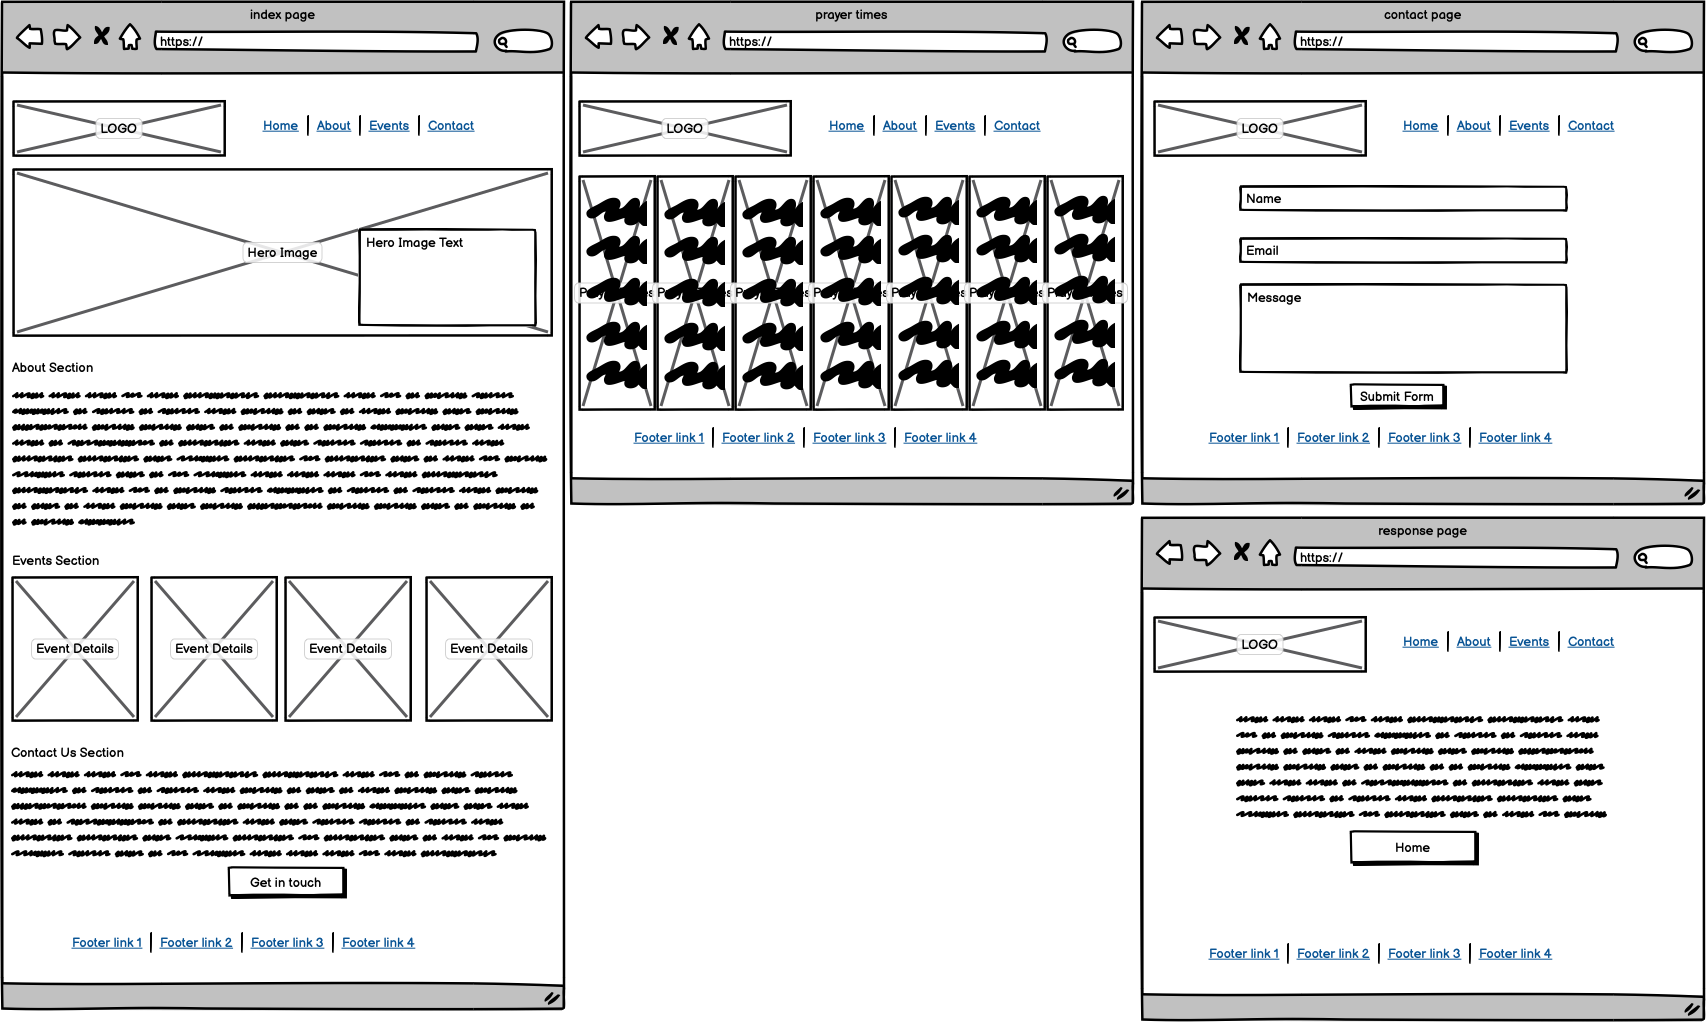 index page
https://
LOGO
Home About Events Contact
Hero Image
Hero Image Text
About Section
Events Section
Event Details Event Details Event Details Event Details
Contact Us Section
Get in touch
Footer link 1 Footer link 2 Footer link 3 Footer link 4
prayer times
https://
LOGO
Home About Events Contact
Footer link 1 Footer link 2 Footer link 3 Footer link 4
contact page
https://
LOGO
Home About Events Contact
Name
Email
Message
Submit Form
Footer link 1 Footer link 2 Footer link 3 Footer link 4
response page
https://
LOGO
Home About Events Contact
Home
Footer link 1 Footer link 2 Footer link 3 Footer link 4